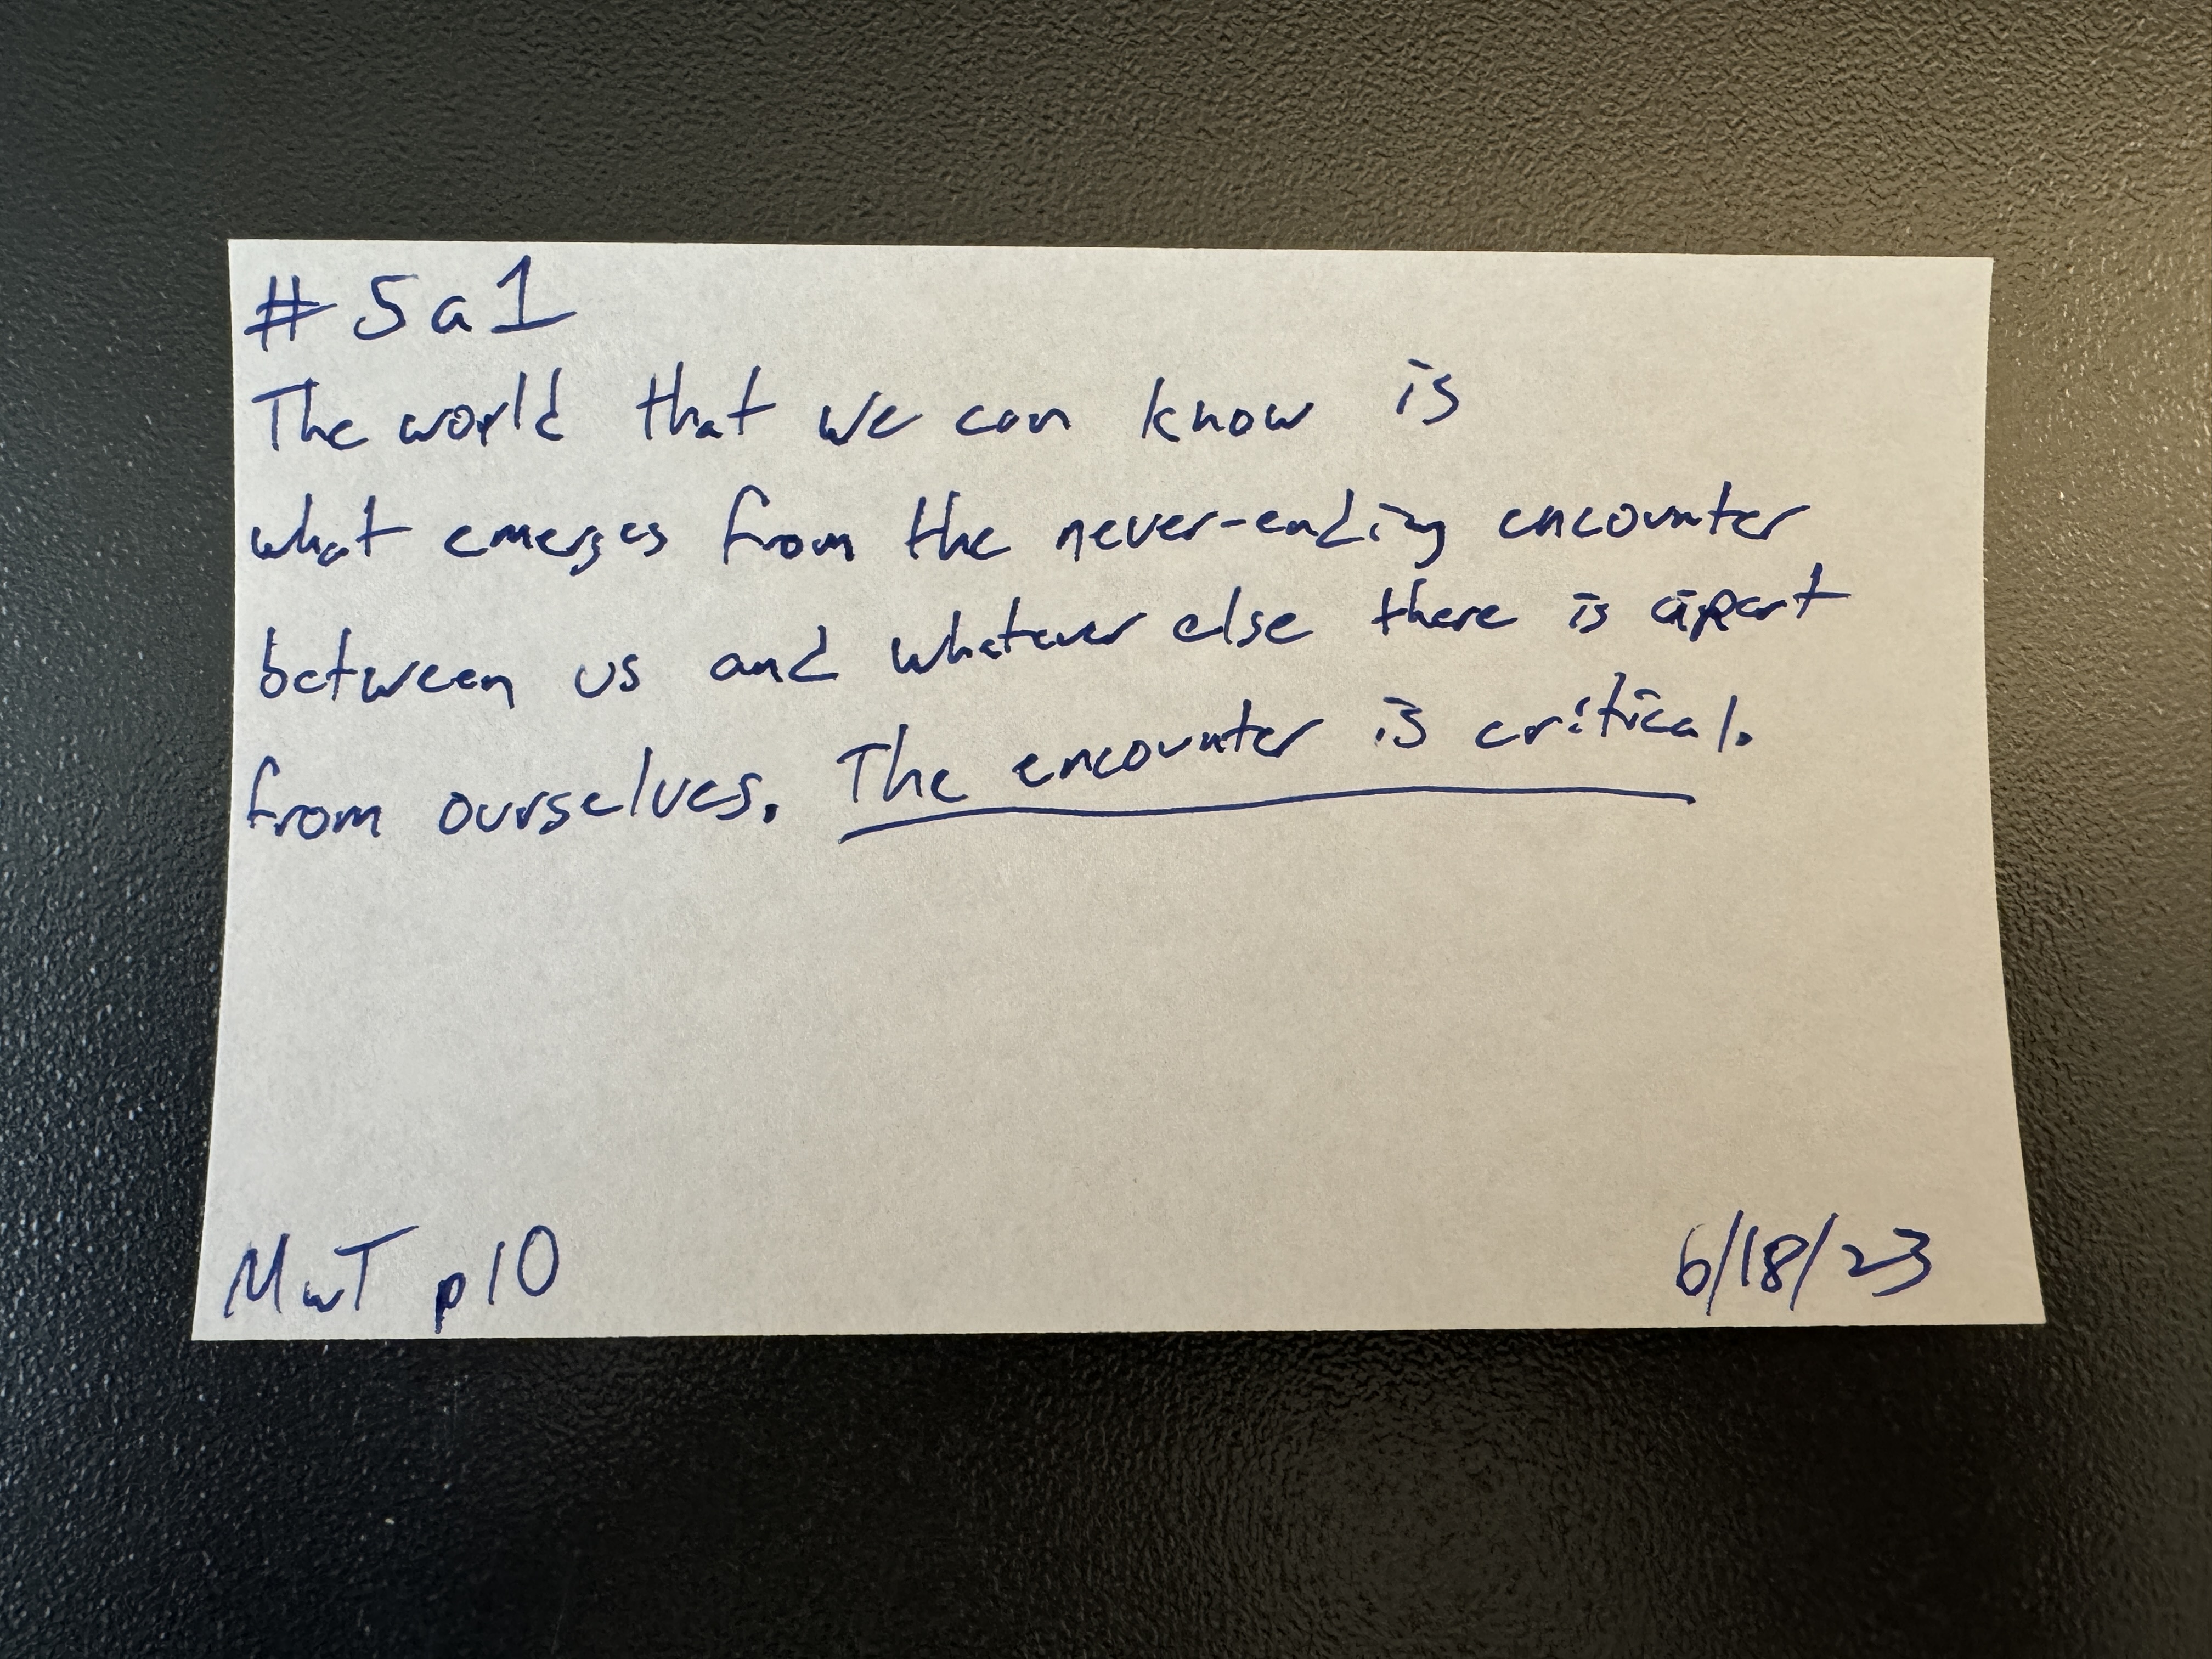 #5a1
The world that we can know is
what emerges from the never-ending encounter
between us and whatever else there is apart
from ourselves. The encounter is critical.
MwT p10
6/18/23